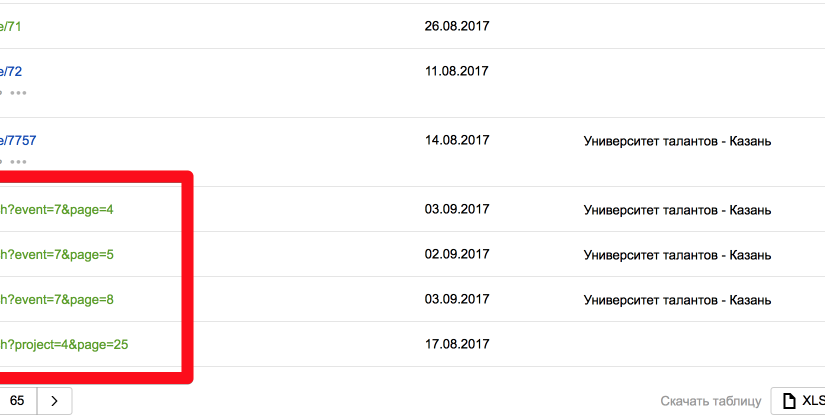 e/71 26.08.2017
e/72 11.08.2017
e/7757 14.08.2017 Университет талантов - Казань
h?event=7&page=4 03.09.2017 Университет талантов - Казань
h?event=7&page=5 02.09.2017 Университет талантов - Казань
h?event=7&page=8 03.09.2017 Университет талантов - Казань
h?project=4&page=25 17.08.2017
65 Скачать таблицу XLS